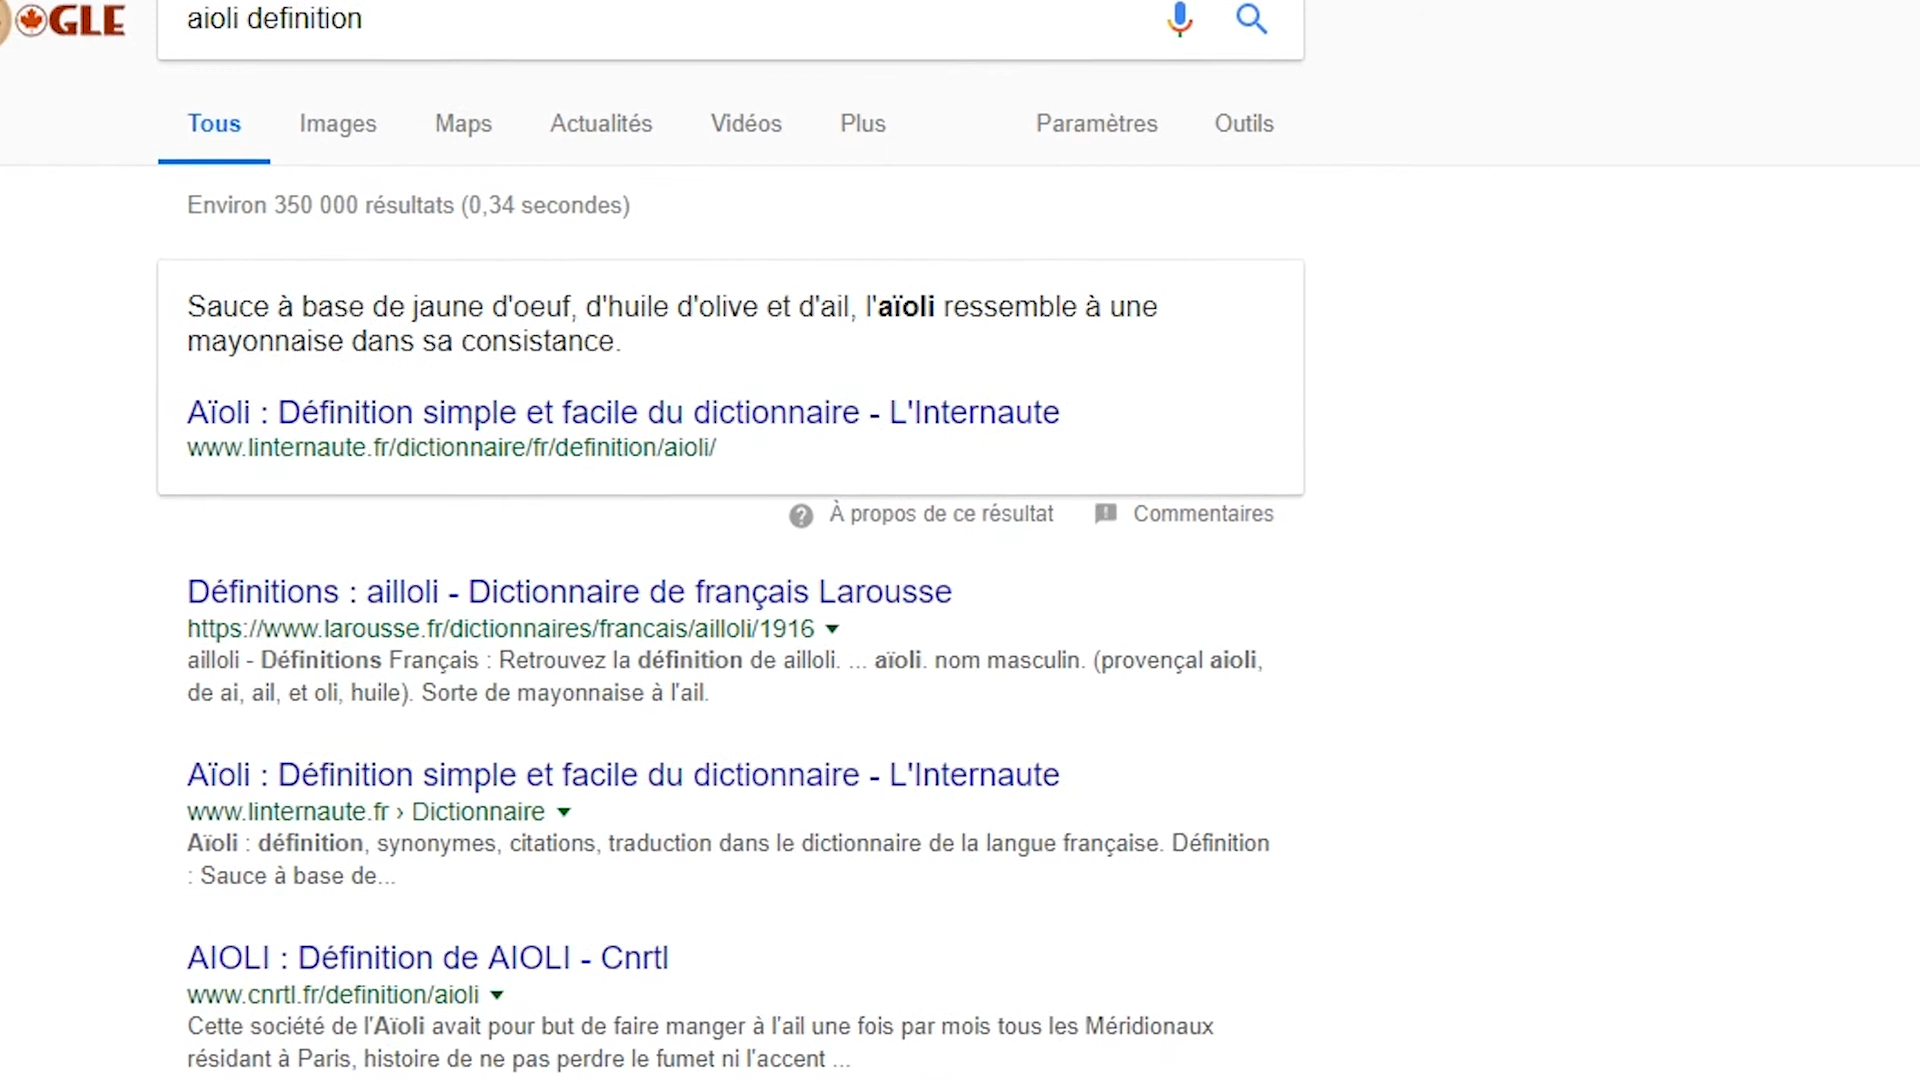 GLE
aioli definition
Tous Images Maps Actualités Vidéos Plus Paramètres Outils
Environ 350 000 résultats (0,34 secondes)
Sauce à base de jaune d'oeuf, d'huile d'olive et d'ail, l'aïoli ressemble à une
mayonnaise dans sa consistance.
Aïoli : Définition simple et facile du dictionnaire - L'Internaute
www.linternaute.fr/dictionnaire/fr/definition/aioli/
À propos de ce résultat Commentaires
Définitions : ailloli - Dictionnaire de français Larousse
https://www.larousse.fr/dictionnaires/francais/ailloli/1916
ailloli - Définitions Français : Retrouvez la définition de ailloli. ... aïoli. nom masculin. (provençal aioli,
de ai, ail, et oli, huile). Sorte de mayonnaise à l'ail.
Aïoli : Définition simple et facile du dictionnaire - L'Internaute
www.linternaute.fr › Dictionnaire
Aïoli : définition, synonymes, citations, traduction dans le dictionnaire de la langue française. Définition
: Sauce à base de...
AIOLI : Définition de AIOLI - Cnrtl
www.cnrtl.fr/definition/aioli
Cette société de l'Aïoli avait pour but de faire manger à l'ail une fois par mois tous les Méridionaux
résidant à Paris, histoire de ne pas perdre le fumet ni l'accent ...